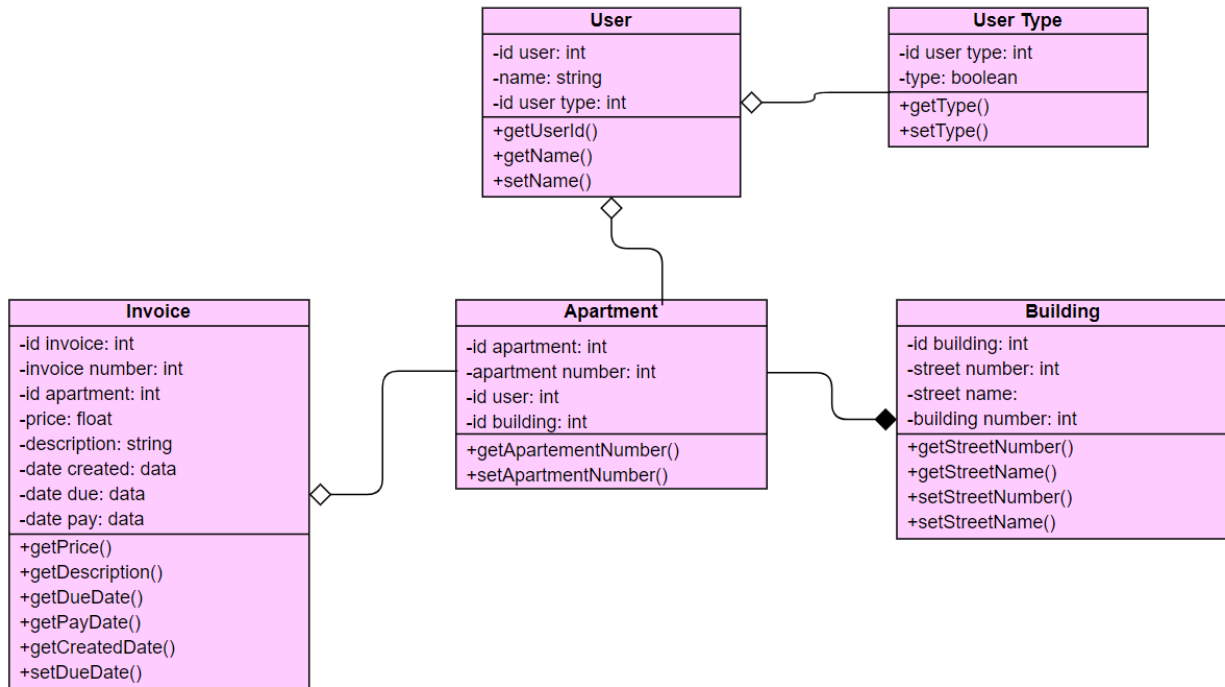 User
-id user: int
-name: string
-id user type: int
+getUserId()
+getName()
+setName()
User Type
-id user type: int
-type: boolean
+getType()
+setType()
Invoice
-id invoice: int
-invoice number: int
-id apartment: int
-price: float
-description: string
-date created: data
-date due: data
-date pay: data
+getPrice()
+getDescription()
+getDueDate()
+getPayDate()
+getCreatedDate()
+setDueDate()
Apartment
-id apartment: int
-apartment number: int
-id user: int
-id building: int
+getApartementNumber()
+setApartmentNumber()
Building
-id building: int
-street number: int
-street name:
-building number: int
+getStreetNumber()
+getStreetName()
+setStreetNumber()
+setStreetName()